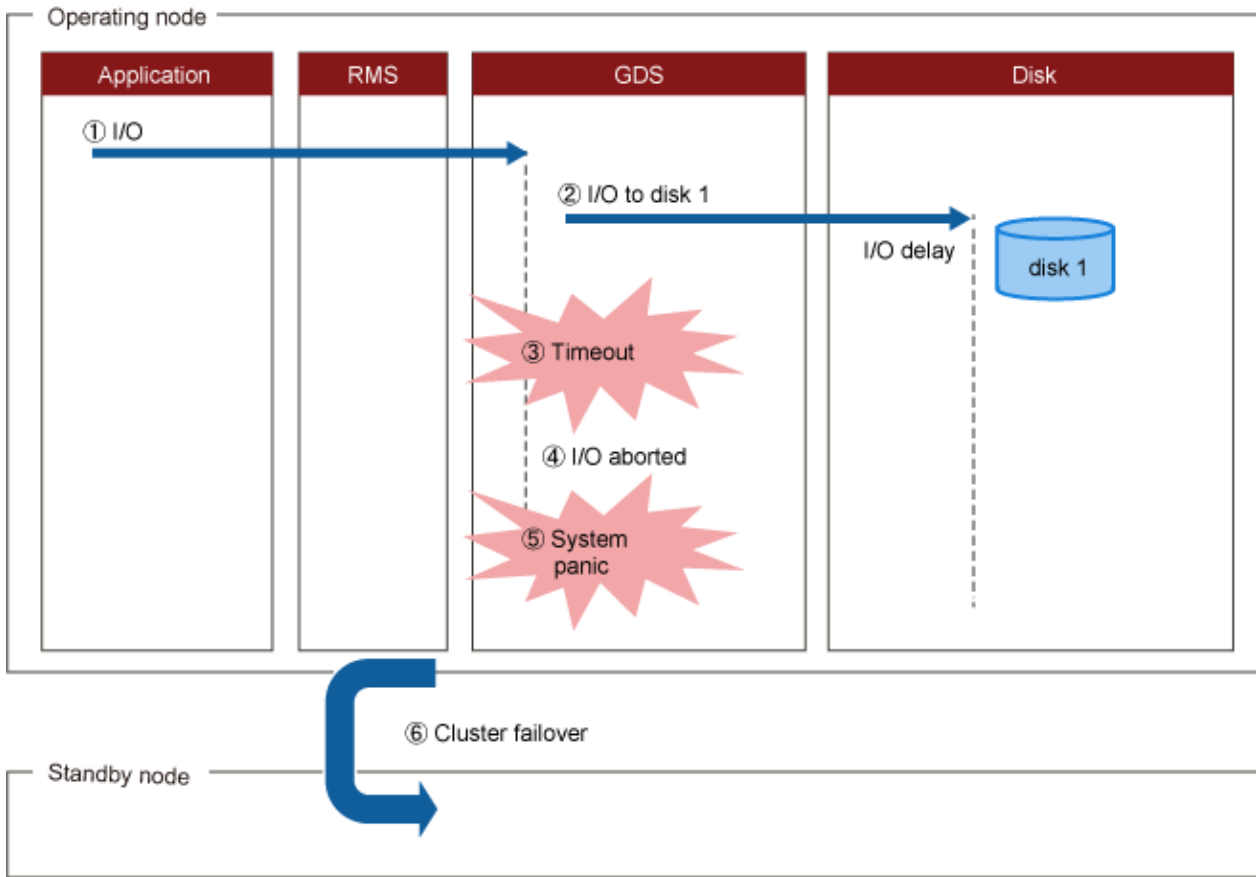 Operating node
Application
RMS
GDS
Disk
① I/O
② I/O to disk 1
I/O delay
disk 1
③ Timeout
④ I/O aborted
⑤ System
panic
⑥ Cluster failover
Standby node